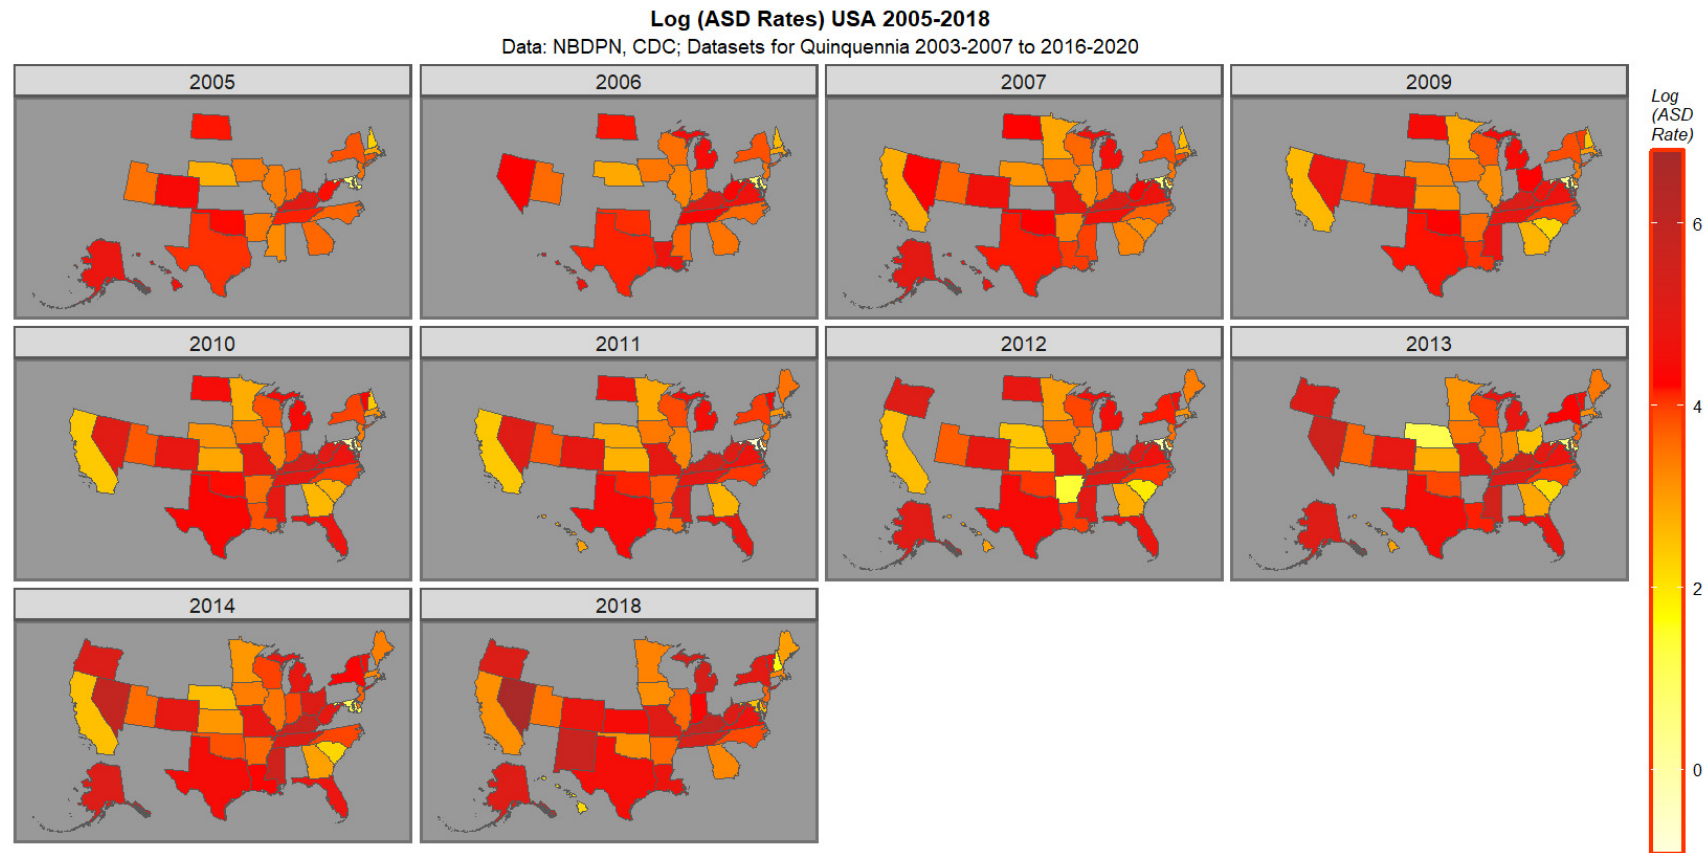 Log (ASD Rates) USA 2005-2018
Data: NBDPN, CDC; Datasets for Quinquennia 2003-2007 to 2016-2020
2005
2006
2007
2009
Log
(ASD
Rate)
6
4
2
0
2010
2011
2012
2013
2014
2018